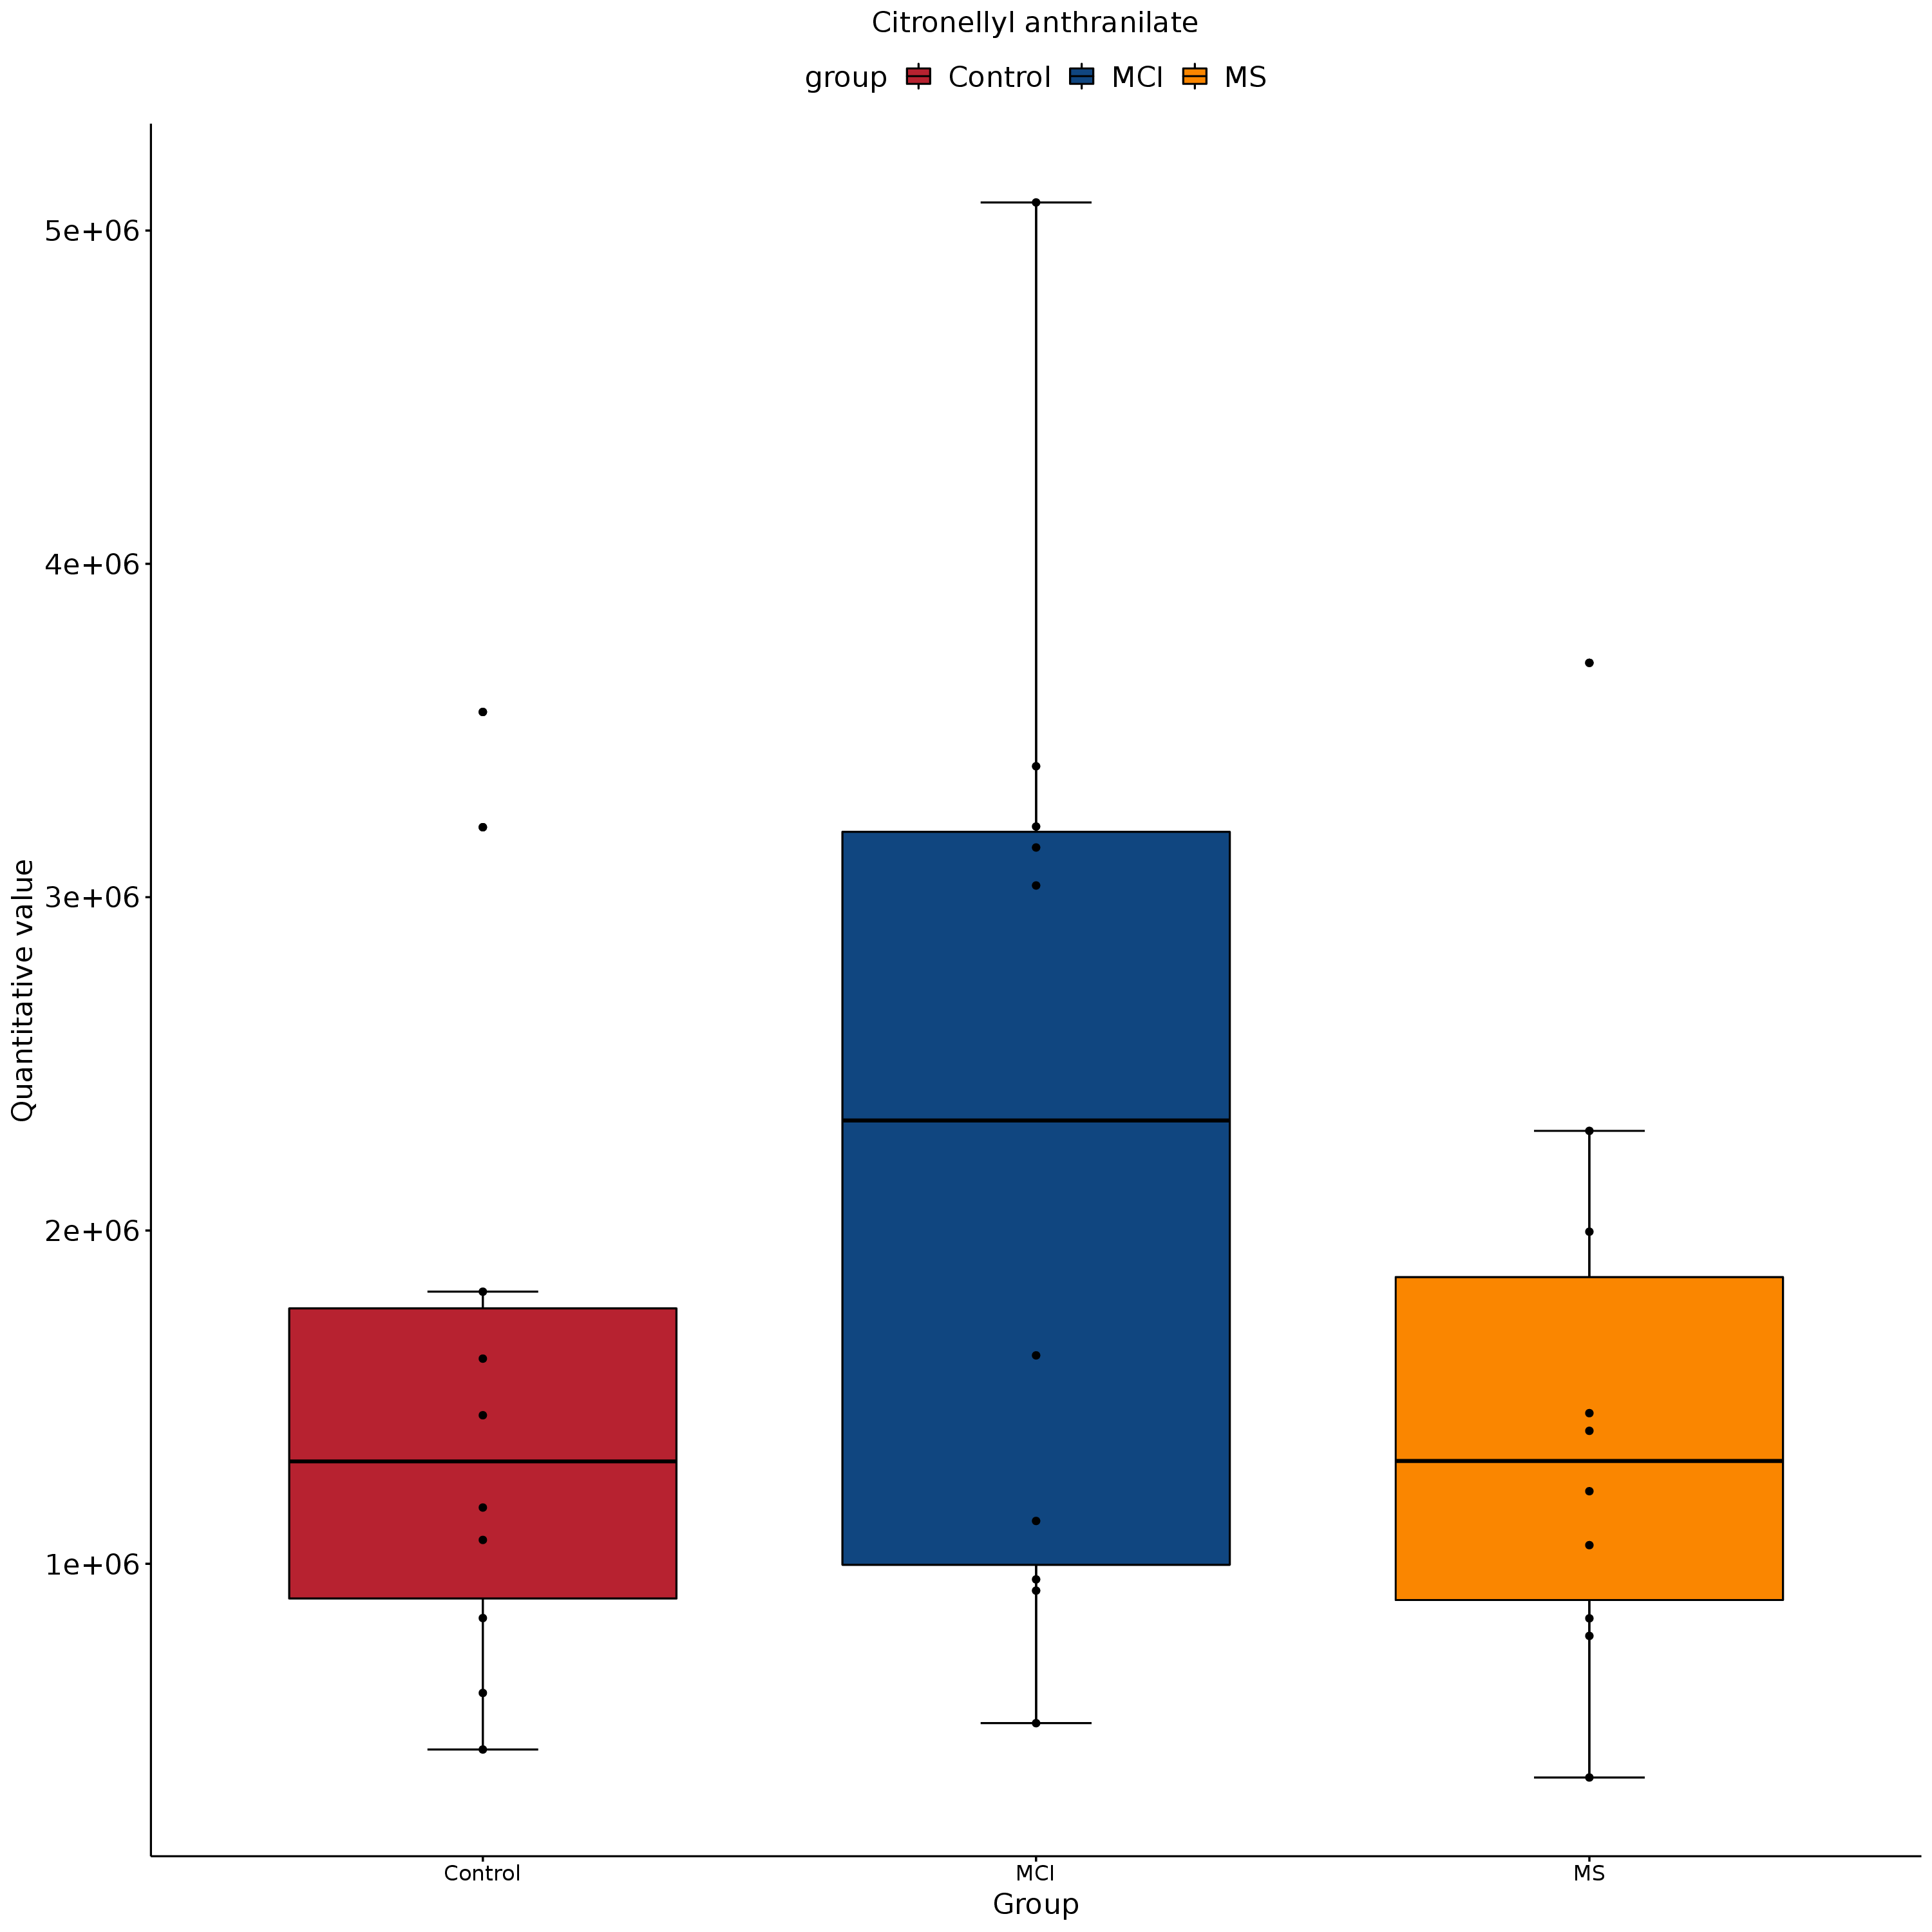 Citronellyl anthranilate
group Control MCI MS
5e+06
4e+06
3e+06
2e+06
1e+06
Quantitative value
Control MCI MS
Group